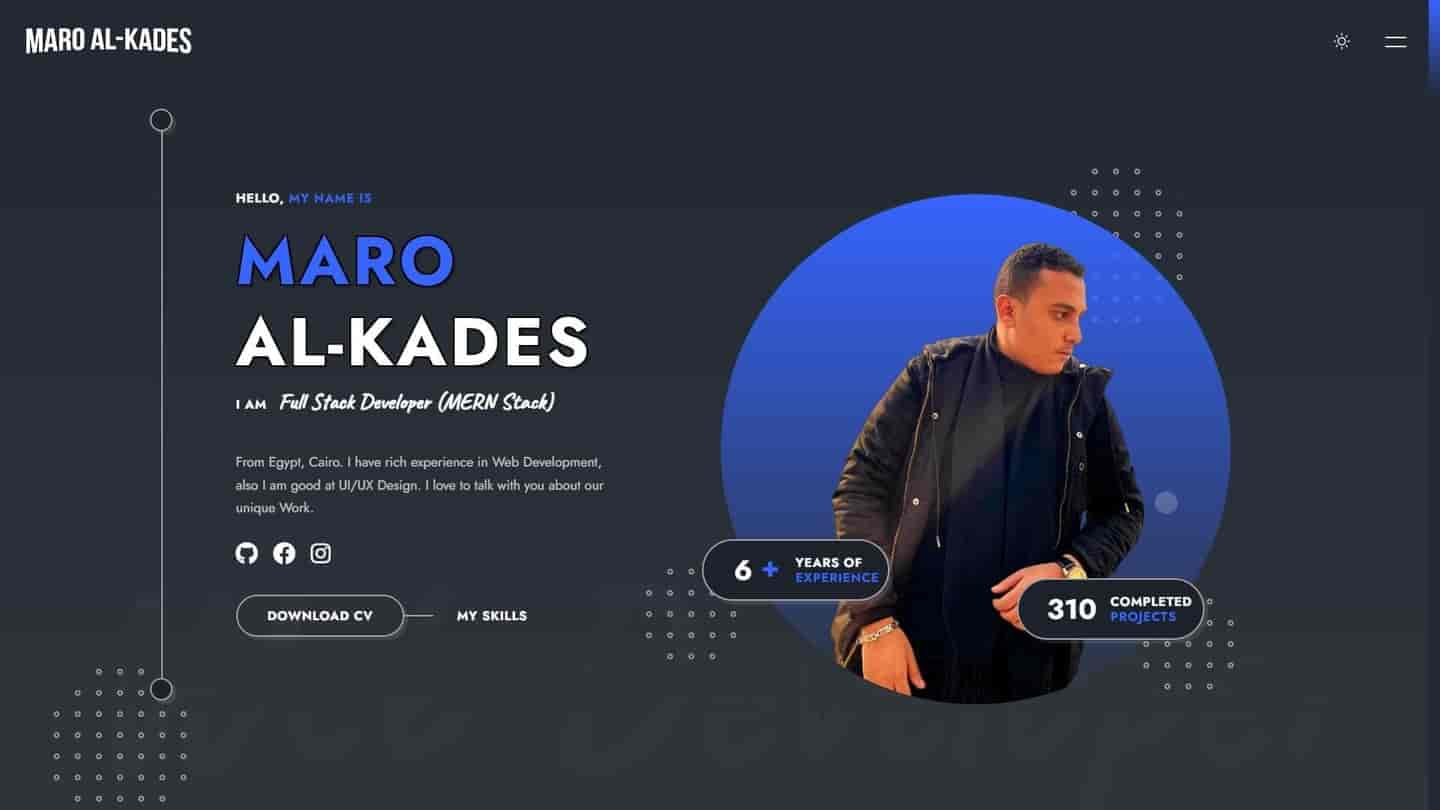 MARO AL-KADES
HELLO, MY NAME IS
MARO
AL-KADES
I AM Full Stack Developer (MERN Stack)
From Egypt, Cairo. I have rich experience in Web Development,
also I am good at UI/UX Design. I love to talk with you about our
unique Work.
DOWNLOAD CV
MY SKILLS
6 + YEARS OF
EXPERIENCE
310 COMPLETED
PROJECTS
Web Developer